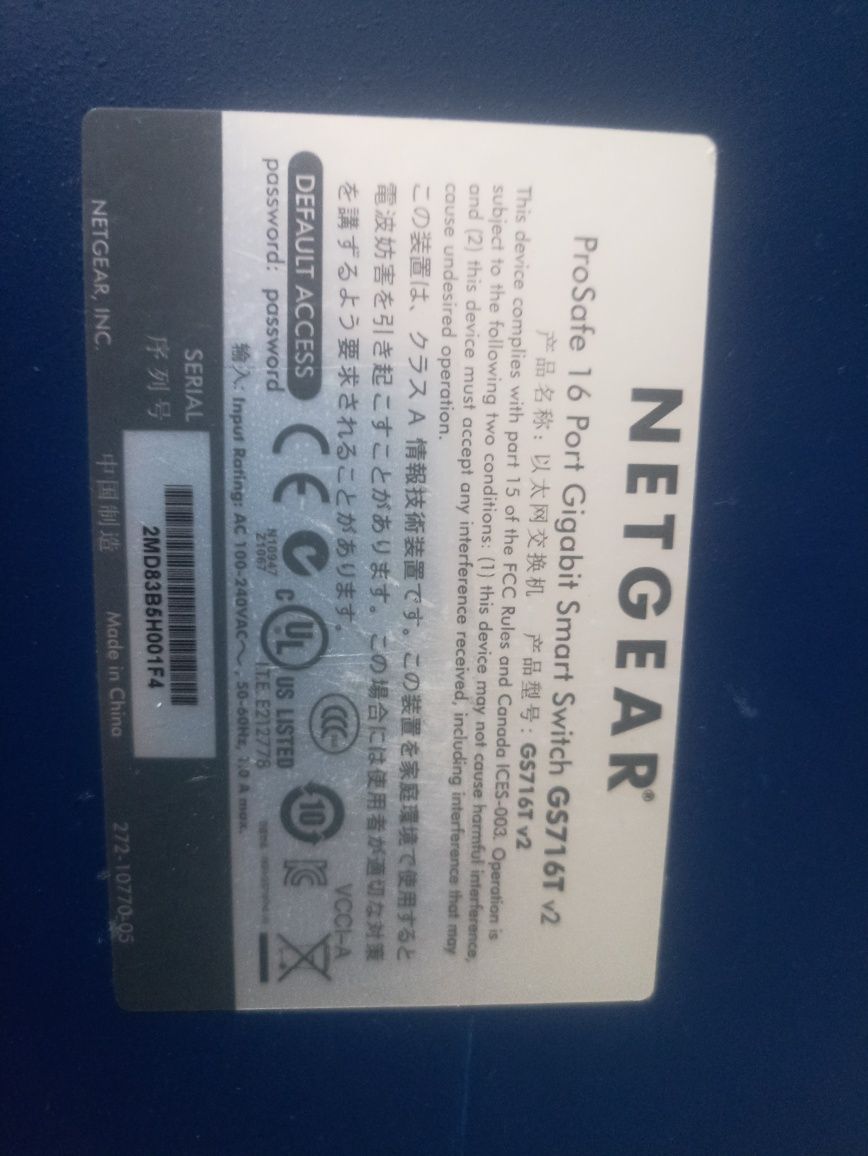 NETGEAR®
ProSafe 16 Port Gigabit Smart Switch GS716T v2
产品名称: 以太网交换机 产品型号: GS716T v2
This device complies with part 15 of the FCC Rules and Canada ICES-003. Operation is
subject to the following two conditions: (1) this device may not cause harmful interference,
and (2) this device must accept any interference received, including interference that may
cause undesired operation.
この装置は、クラス A 情報技術装置です。この装置を家庭環境で使用すると
電波妨害を引き起こすことがあります。この場合には使用者が適切な対策
を講ずるよう要求されることがあります。
VCCI-A
DEFAULT ACCESS
password: password
CE
N10947
21067
c UL US LISTED
I.T.E. E212778
CCC
10
输入: Input Rating: AC 100-240VAC～, 50-60Hz, 1.0 A max.
SERIAL
序列号
2MD83B5H001F4
NETGEAR, INC.
中国制造 Made in China
272-10770-05